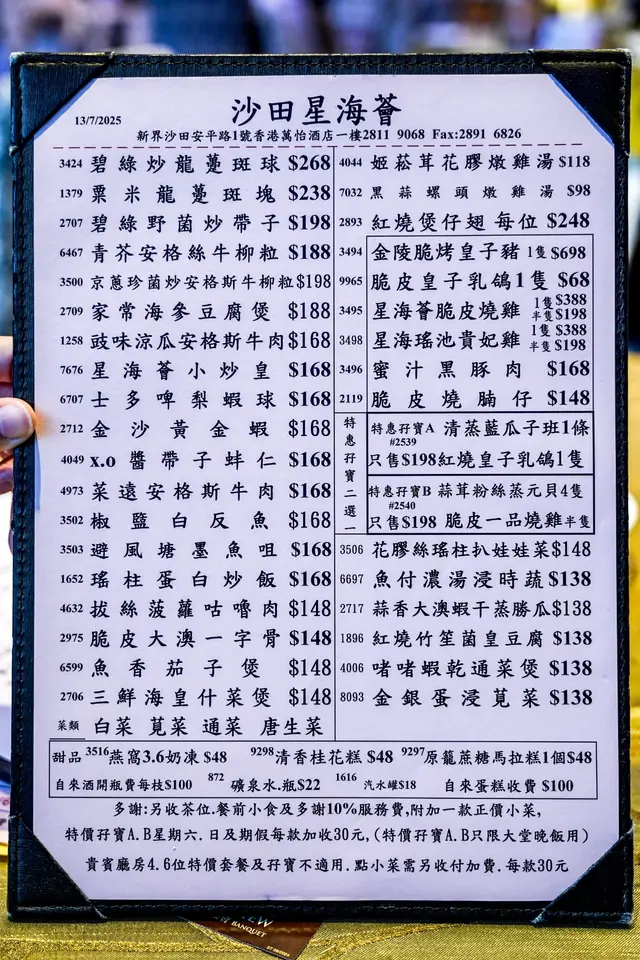 沙田星海薈
13/7/2025
新界沙田安平路1號香港萬怡酒店一樓2811 9068 Fax:2891 6826
3424 碧綠炒龍躉斑球 $268
1379 粟米龍躉斑塊 $238
2707 碧綠野菌炒帶子 $198
6467 青芥安格絲牛柳粒 $188
3500 京蔥珍菌炒安格斯牛柳粒 $198
2709 家常海參豆腐煲 $188
1258 豉味涼瓜安格斯牛肉 $168
7676 星海薈小炒皇 $168
6707 士多啤梨蝦球 $168
2712 金沙黃金蝦 $168
4049 x.o 醬帶子蚌仁 $168
4973 菜遠安格斯牛肉 $168
3502 椒鹽白反魚 $168
3503 避風塘墨魚咀 $168
1652 瑤柱蛋白炒飯 $168
4632 拔絲菠蘿咕嚕肉 $148
2975 脆皮大澳一字骨 $148
6599 魚香茄子煲 $148
2706 三鮮海皇什菜煲 $148
菜類 白菜 莧菜 通菜 唐生菜
4044 姬菘茸花膠燉雞湯 $118
7032 黑蒜螺頭燉雞湯 $98
2893 紅燒煲仔翅 每位 $248
3494 金陵脆烤皇子豬 1隻 $698
9965 脆皮皇子乳鴿1隻 $68
3495 星海薈脆皮燒雞 1隻 $388 半隻 $198
3498 星海瑤池貴妃雞 1隻 $388 半隻 $198
3496 蜜汁黑豚肉 $168
2119 脆皮燒腩仔 $148
特惠孖寶二選一
特惠孖寶A 清蒸藍瓜子班1條
#2539
只售$198紅燒皇子乳鴿1隻
特惠孖寶B 蒜茸粉絲蒸元貝4隻
#2540
只售$198 脆皮一品燒雞半隻
3506 花膠絲瑤柱扒娃娃菜 $148
6697 魚付濃湯浸時蔬 $138
2717 蒜香大澳蝦干蒸勝瓜 $138
1896 紅燒竹笙菌皇豆腐 $138
4006 啫啫蝦乾通菜煲 $138
8093 金銀蛋浸莧菜 $138
甜品 3516燕窩3.6奶凍 $48 9298清香桂花糕 $48 9297原籠蔗糖馬拉糕1個$48
自來酒開瓶費每枝$100 872 礦泉水.瓶$22 1616 汽水罐$18 自來蛋糕收費 $100
多謝:另收茶位.餐前小食及多謝10%服務費,附加一款正價小菜,
特價孖寶A.B星期六.日及期假每款加收30元,(特價孖寶A.B只限大堂晚飯用)
貴賓廳房4.6位特價套餐及孖寶不適用.點小菜需另收付加費.每款30元
BANQUET